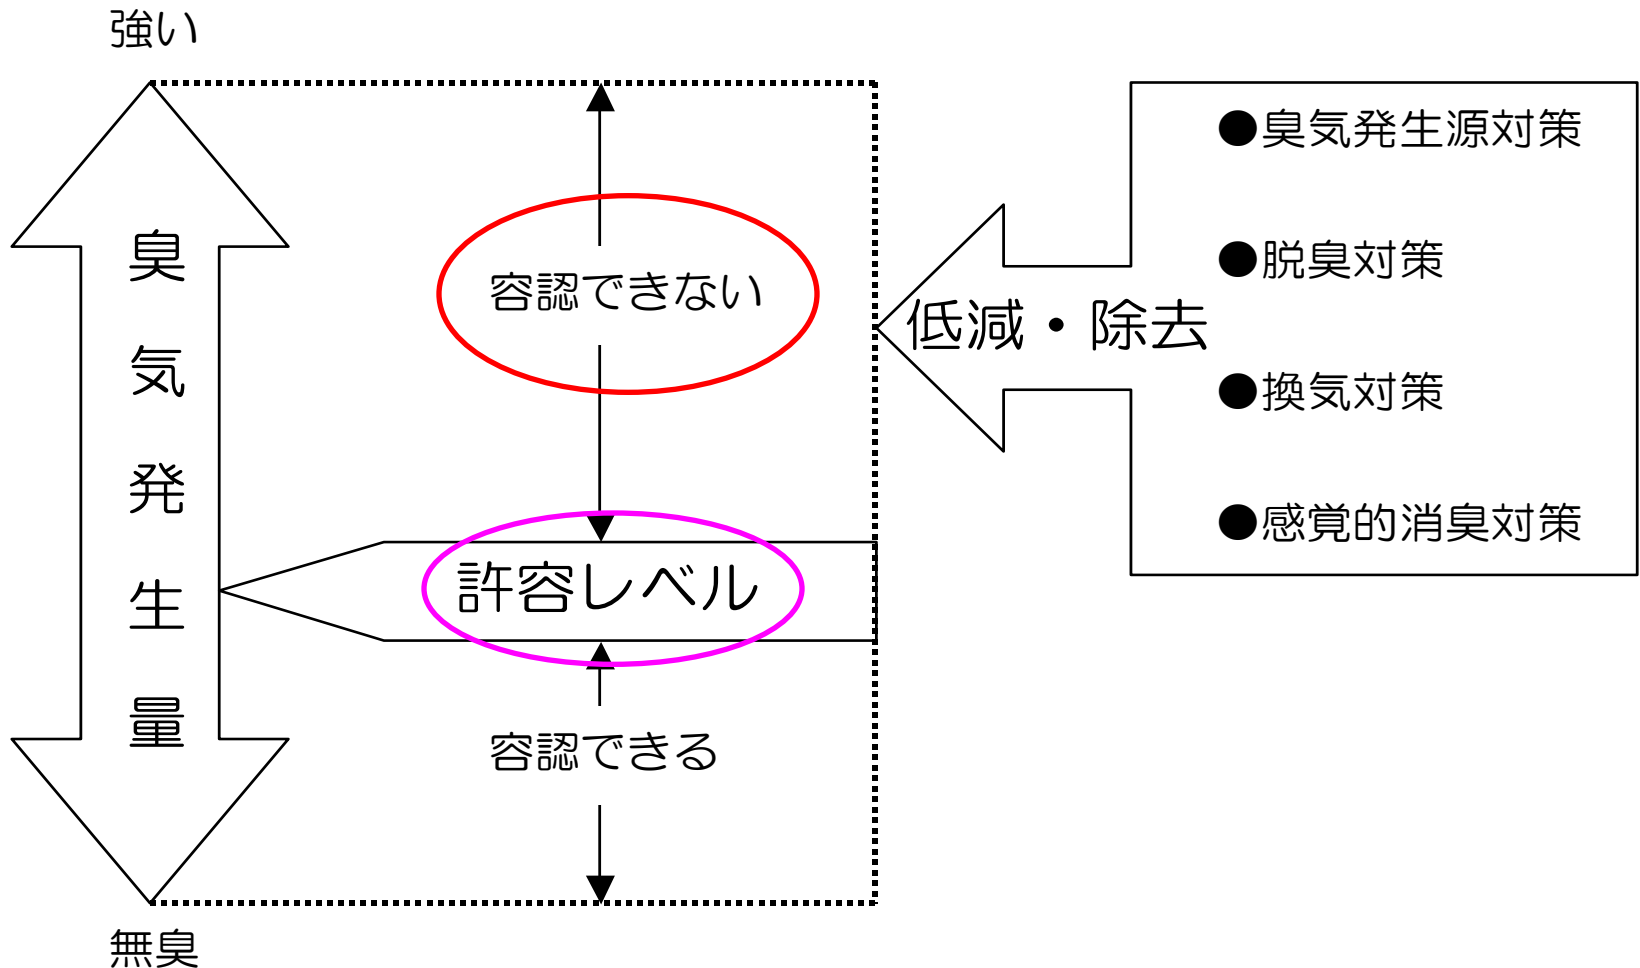 強い
臭気発生量
容認できない
許容レベル
容認できる
無臭
低減・除去
●臭気発生源対策
●脱臭対策
●換気対策
●感覚的消臭対策